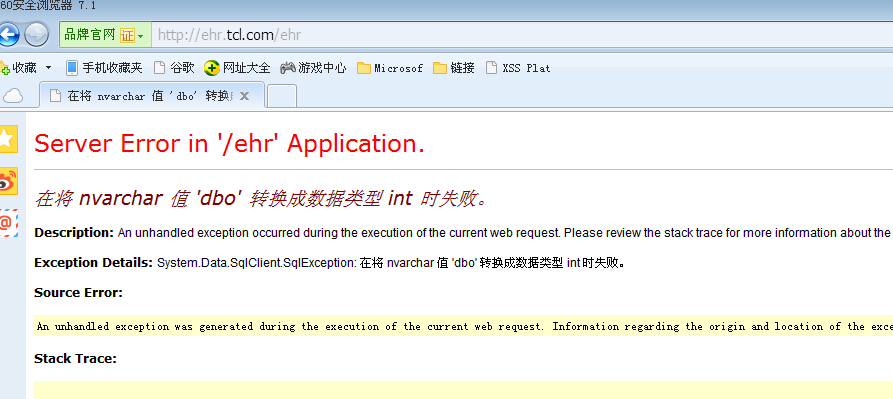 60安全浏览器 7.1
品牌官网 证 http://ehr.tcl.com/ehr
收藏 手机收藏夹 谷歌 网址大全 游戏中心 Microsof 链接 XSS Plat
在将 nvarchar 值 'dbo' 转换
Server Error in '/ehr' Application.
在将 nvarchar 值 'dbo' 转换成数据类型 int 时失败。
Description: An unhandled exception occurred during the execution of the current web request. Please review the stack trace for more information about the
Exception Details: System.Data.SqlClient.SqlException: 在将 nvarchar 值 'dbo' 转换成数据类型 int 时失败。
Source Error:
An unhandled exception was generated during the execution of the current web request. Information regarding the origin and location of the exce
Stack Trace: